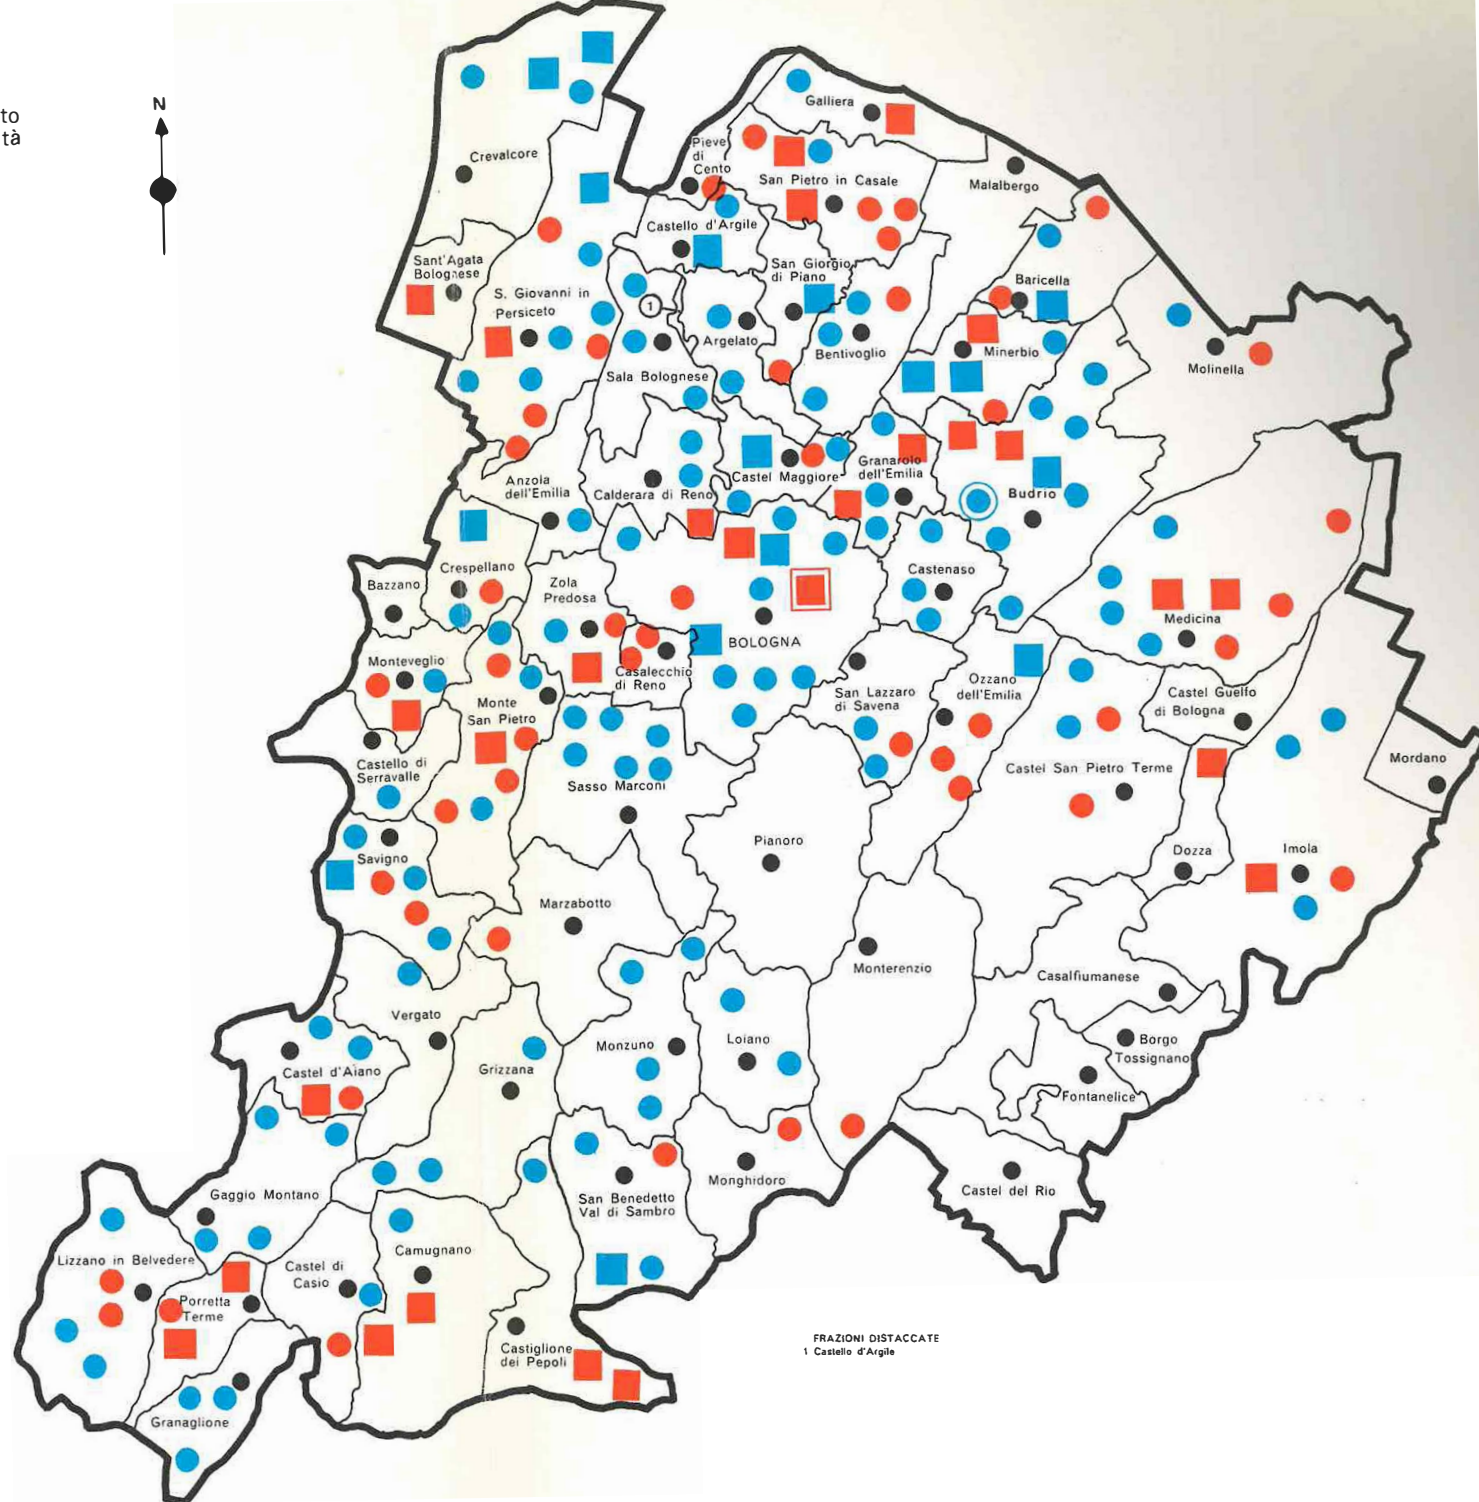 to
tà
N
Crevalcore
Galliera
Pieve
di
Cento
San Pietro in Casale
Malalbergo
Castello d'Argile
Sant'Agata
Bolognese
San Giorgio
di Piano
Baricella
S. Giovanni in
Persiceto
1
Argelato
Bentivoglio
Minerbio
Molinella
Sala Bolognese
Anzola
dell'Emilia
Calderara di Reno
Castel Maggiore
Granarolo
dell'Emilia
Budrio
Bazzano
Crespellano
Zola
Predosa
Castenaso
Medicina
BOLOGNA
Monteveglio
Casalecchio
di Reno
San Lazzaro
di Savena
Ozzano
dell'Emilia
Castel Guelfo
di Bologna
Monte
San Pietro
Castello di
Serravalle
Sasso Marconi
Castel San Pietro Terme
Mordano
Savigno
Pianoro
Dozza
Imola
Marzabotto
Monterenzio
Casalfiumanese
Vergato
Monzuno
Loiano
Borgo
Tossignano
Castel d'Aiano
Grizzana
Fontanelice
Gaggio Montano
San Benedetto
Val di Sambro
Monghidoro
Castel del Rio
Lizzano in Belvedere
Castel di
Casio
Camugnano
Porretta
Terme
Castiglione
dei Pepoli
Granaglione
FRAZIONI DISTACCATE
1 Castello d'Argile